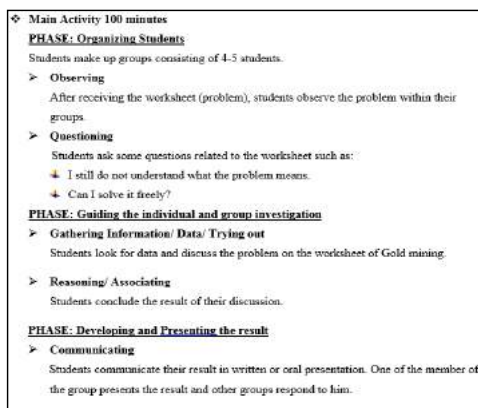 ❖ Main Activity 100 minutes
PHASE: Organizing Students
Students make up groups consisting of 4-5 students.
➢ Observing
After receiving the worksheet (problem), students observe the problem within their
groups.
➢ Questioning
Students ask some questions related to the worksheet such as:
I still do not understand what the problem means.
Can I solve it freely?
PHASE: Guiding the individual and group investigation
➢ Gathering Information/ Data/ Trying out
Students look for data and discuss the problem on the worksheet of Gold mining.
➢ Reasoning/ Associating
Students conclude the result of their discussion.
PHASE: Developing and Presenting the result
➢ Communicating
Students communicate their result in written or oral presentation. One of the member of
the group presents the result and other groups respond to him.